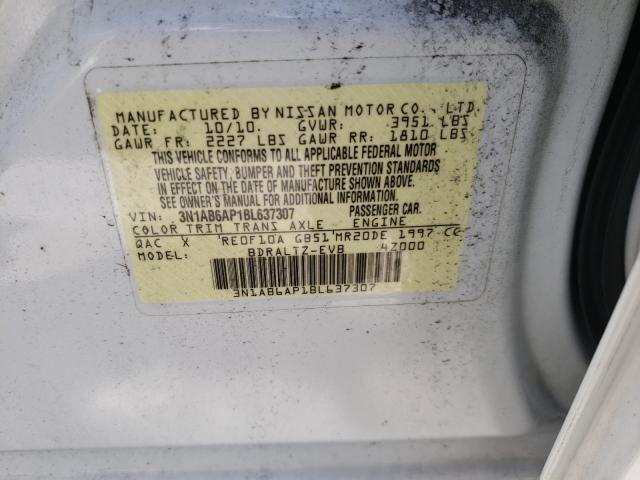 MANUFACTURED BY NISSAN MOTOR CO., LTD.
DATE: 10/10. GVWR: 3951 LBS
GAWR FR: 2227 LBS GAWR RR: 1810 LBS
THIS VEHICLE CONFORMS TO ALL APPLICABLE FEDERAL MOTOR
VEHICLE SAFETY, BUMPER AND THEFT PREVENTION STANDARDS
IN EFFECT ON THE DATE OF MANUFACTURE SHOWN ABOVE.
SEE OWNER'S MANUAL FOR ADDITIONAL INFORMATION
VIN: 3N1AB6AP1BL637307 PASSENGER CAR.
COLOR TRIM TRANS AXLE ENGINE
QAC X RE0F10A GB51 MR20DE 1997 CC
MODEL: BDRALTZ-EVB 4Z000
3N1AB6AP1BL637307